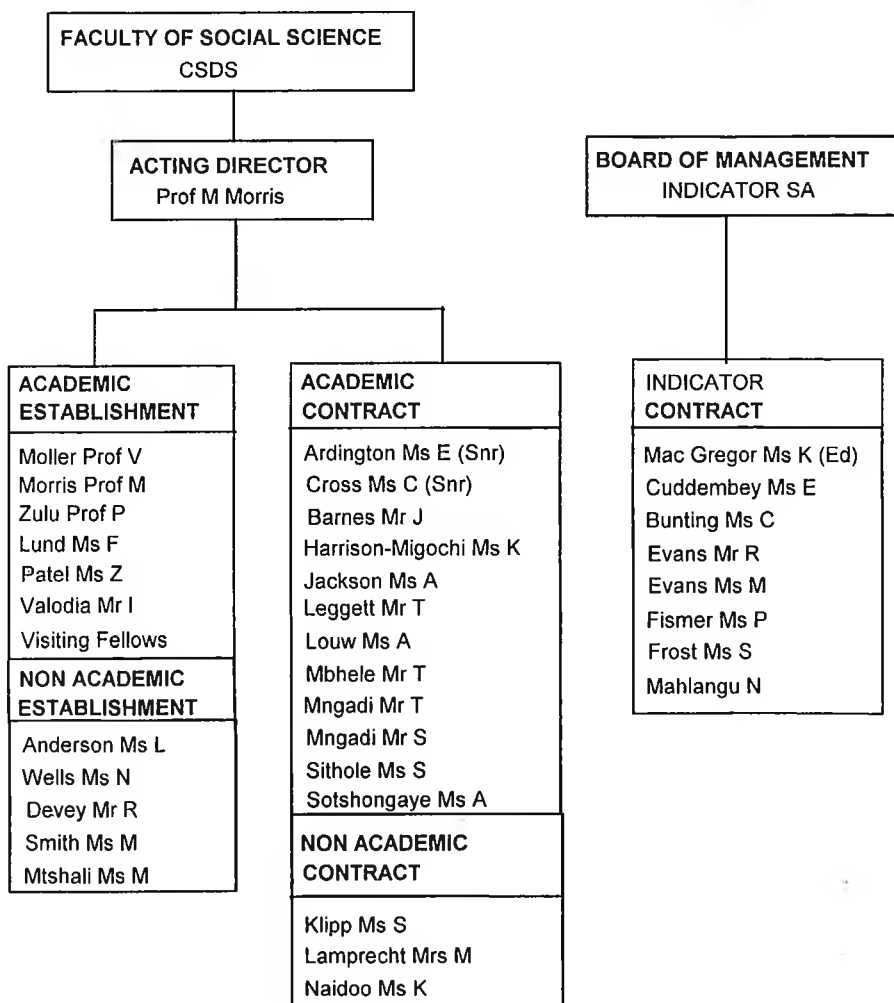 FACULTY OF SOCIAL SCIENCE
CSDS
ACTING DIRECTOR
Prof M Morris
BOARD OF MANAGEMENT
INDICATOR SA
ACADEMIC
ESTABLISHMENT
Moller Prof V
Morris Prof M
Zulu Prof P
Lund Ms F
Patel Ms Z
Valodia Mr I
Visiting Fellows
NON ACADEMIC
ESTABLISHMENT
Anderson Ms L
Wells Ms N
Devey Mr R
Smith Ms M
Mtshali Ms M
ACADEMIC
CONTRACT
Ardington Ms E (Snr)
Cross Ms C (Snr)
Barnes Mr J
Harrison-Migochi Ms K
Jackson Ms A
Leggett Mr T
Louw Ms A
Mbhele Mr T
Mngadi Mr T
Mngadi Mr S
Sithole Ms S
Sotshongaye Ms A
NON ACADEMIC
CONTRACT
Klipp Ms S
Lamprecht Mrs M
Naidoo Ms K
INDICATOR
CONTRACT
Mac Gregor Ms K (Ed)
Cuddembey Ms E
Bunting Ms C
Evans Mr R
Evans Ms M
Fismer Ms P
Frost Ms S
Mahlangu N